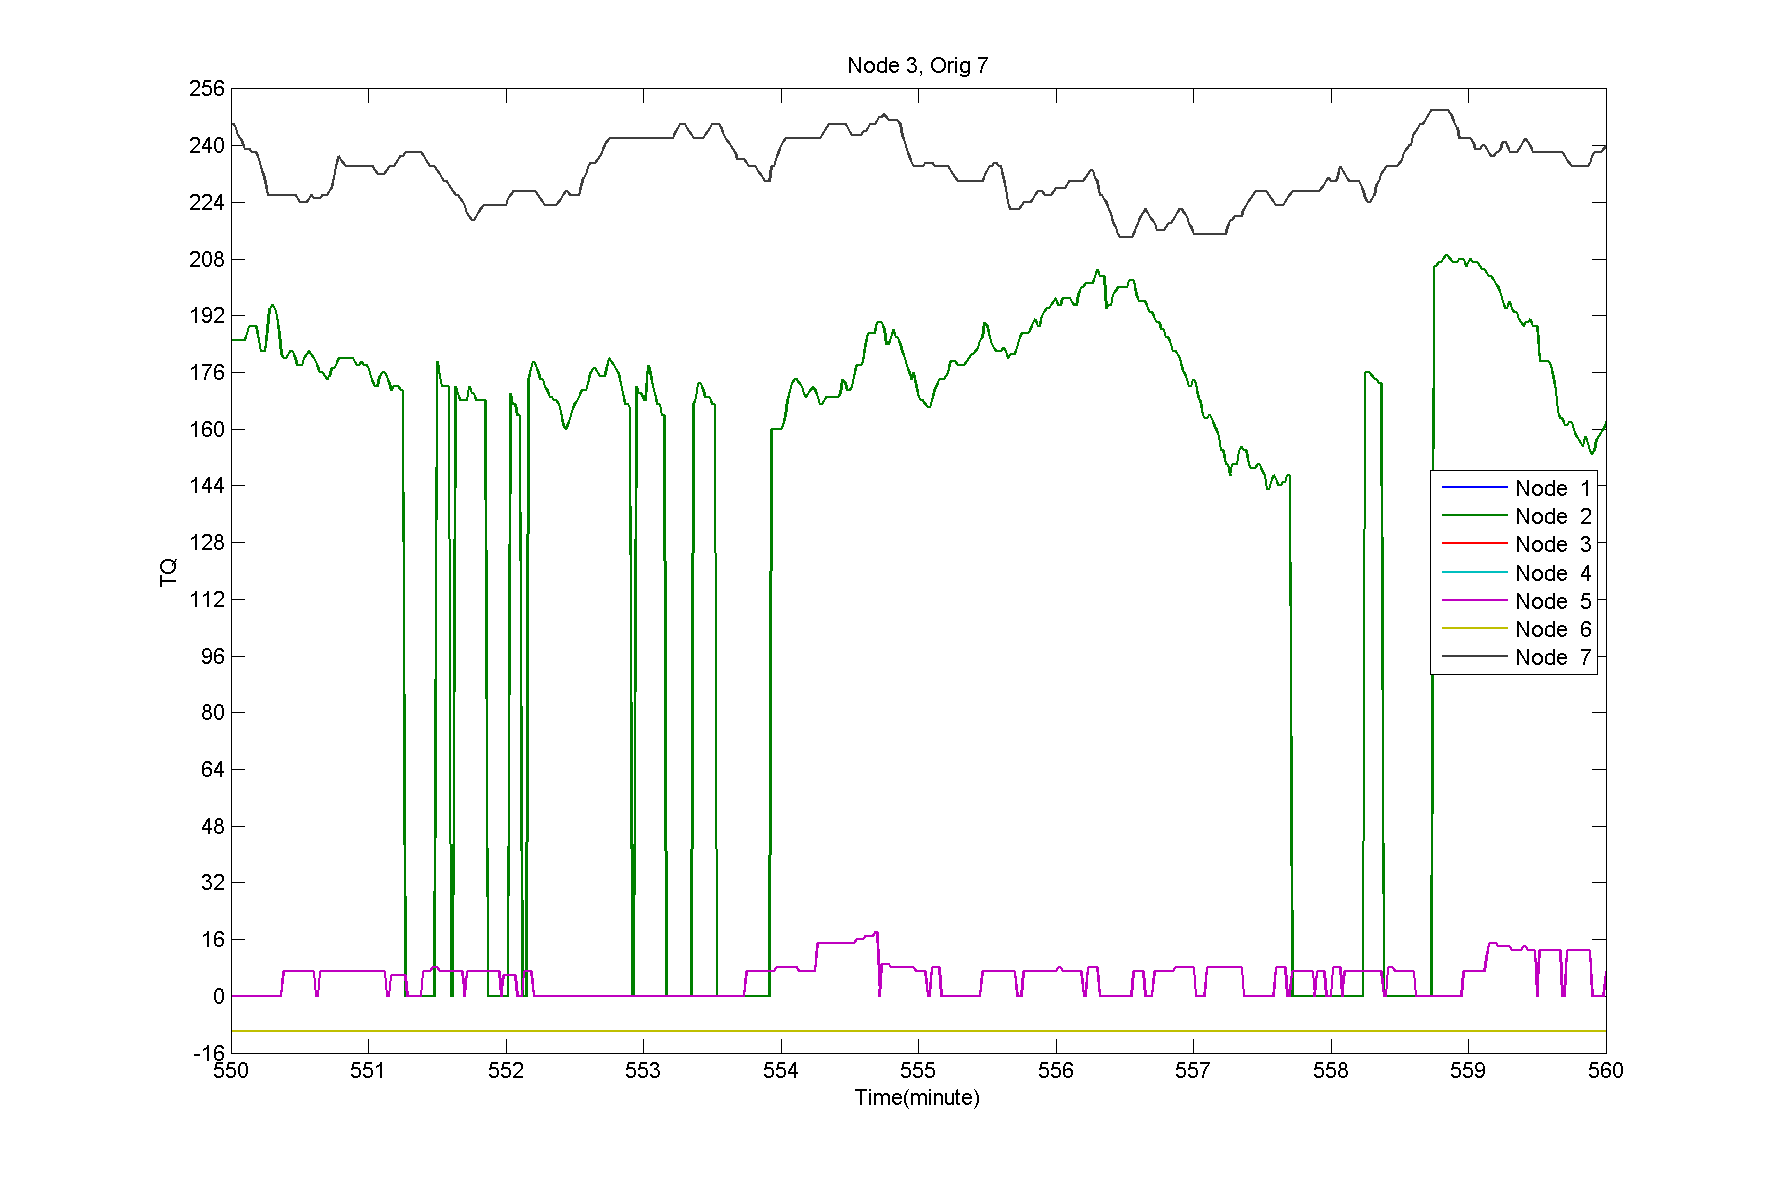 Node 3, Orig 7
256
240
224
208
192
176
160
144
128
112
96
80
64
48
32
16
0
-16
TQ
Node 1
Node 2
Node 3
Node 4
Node 5
Node 6
Node 7
550 551 552 553 554 555 556 557 558 559 560
Time(minute)